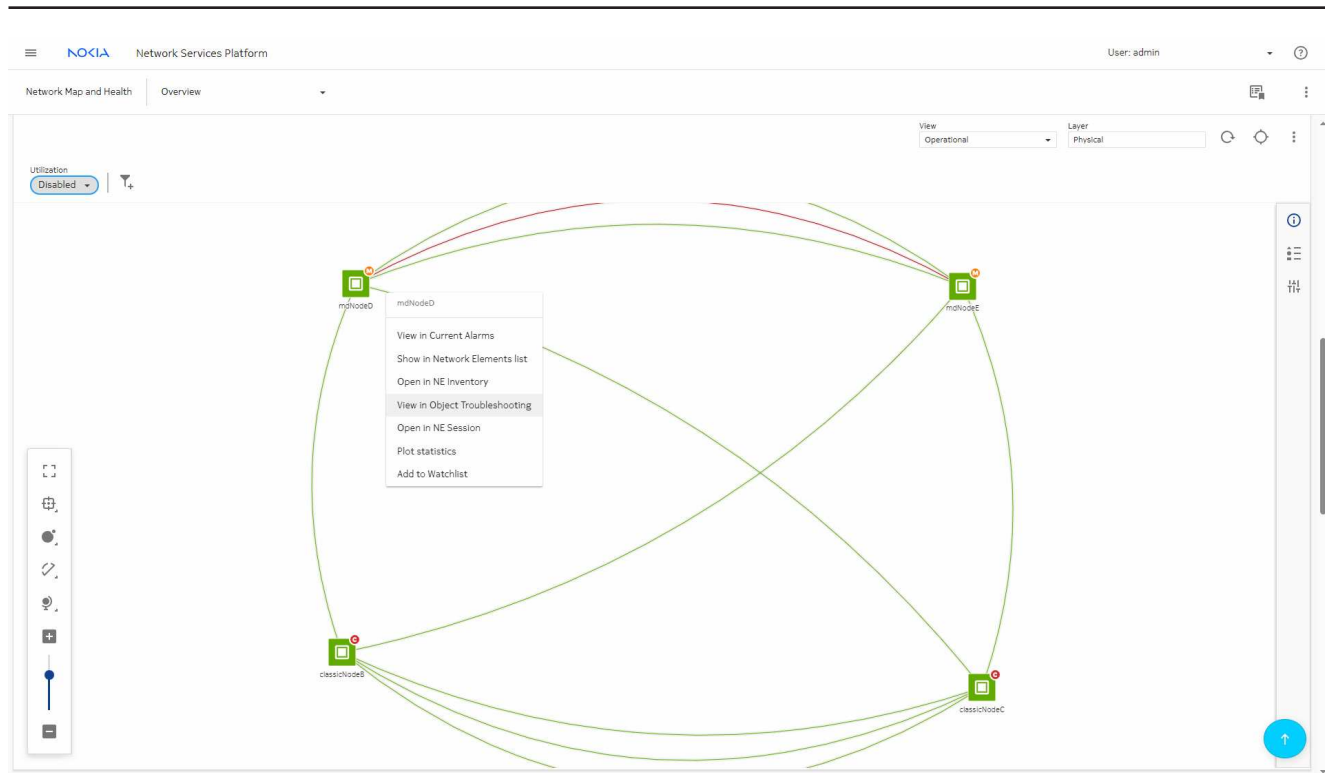 NOKIA Network Services Platform User: admin
Network Map and Health Overview
View Layer
Operational Physical
Utilization
Disabled
M M
mdNodeD mdNodeE
mdNodeD
View in Current Alarms
Show in Network Elements list
Open in NE Inventory
View in Object Troubleshooting
Open in NE Session
Plot statistics
Add to Watchlist
C
classicNodeB
C
classicNodeC